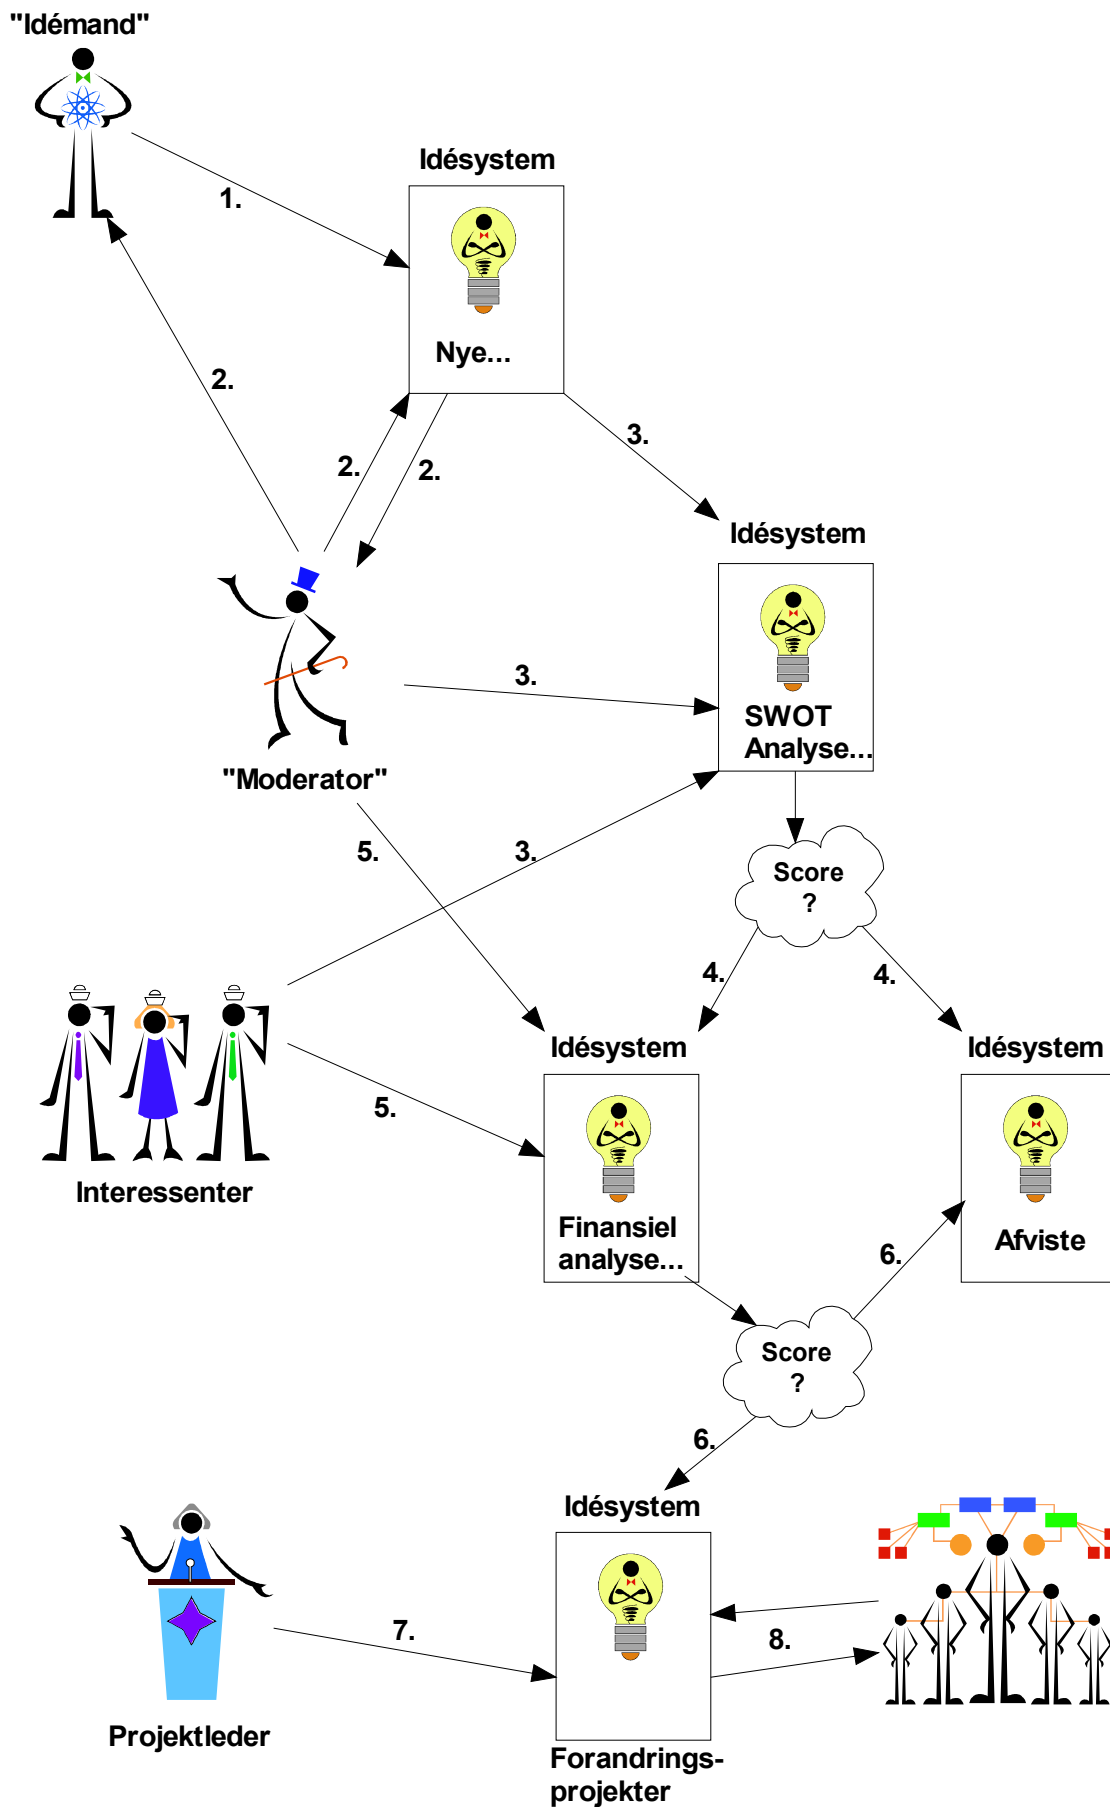 "Idémand"
Idésystem
1.
Nye...
2.
3.
2.
2.
Idésystem
3.
SWOT
Analyse...
"Moderator"
5.
3.
Score
?
4.
4.
Idésystem
Idésystem
5.
Interessenter
Finansiel
analyse...
Afviste
6.
Score
?
6.
Idésystem
7.
8.
Projektleder
Forandrings-
projekter